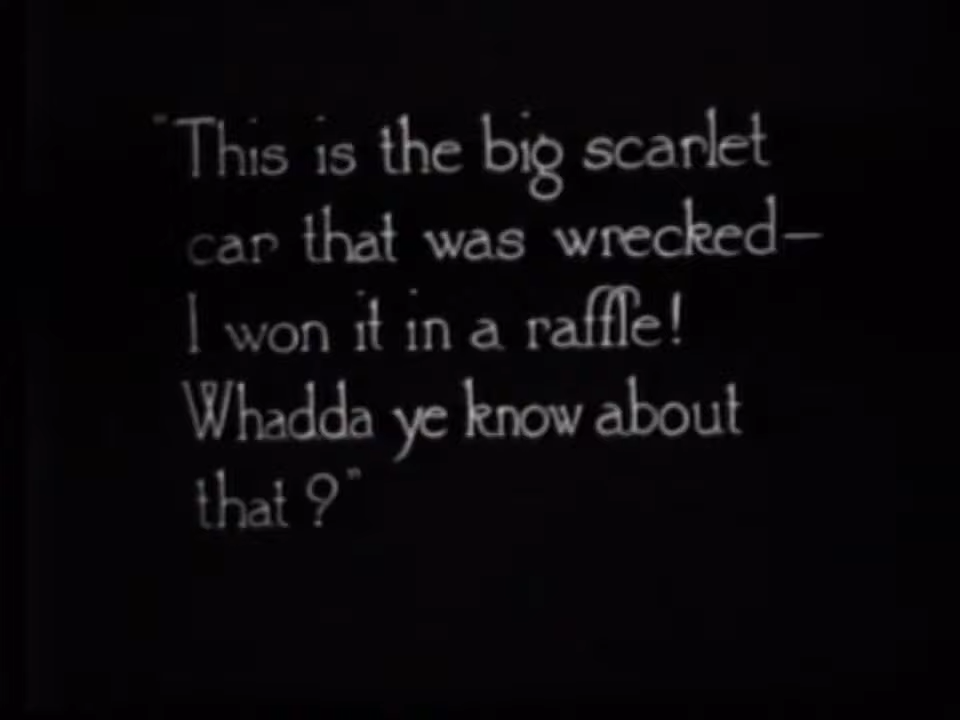 "This is the big scarlet
car that was wrecked—
I won it in a raffle!
Whadda ye know about
that?"